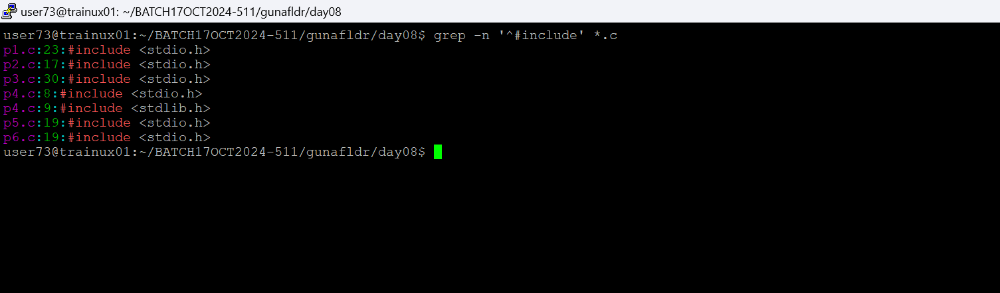 user73@trainux01: ~/BATCH17OCT2024-511/gunafldr/day08
user73@trainux01:~/BATCH17OCT2024-511/gunafldr/day08$ grep -n '^#include' *.c
p1.c:23:#include <stdio.h>
p2.c:17:#include <stdio.h>
p3.c:30:#include <stdio.h>
p4.c:8:#include <stdio.h>
p4.c:9:#include <stdlib.h>
p5.c:19:#include <stdio.h>
p6.c:19:#include <stdio.h>
user73@trainux01:~/BATCH17OCT2024-511/gunafldr/day08$